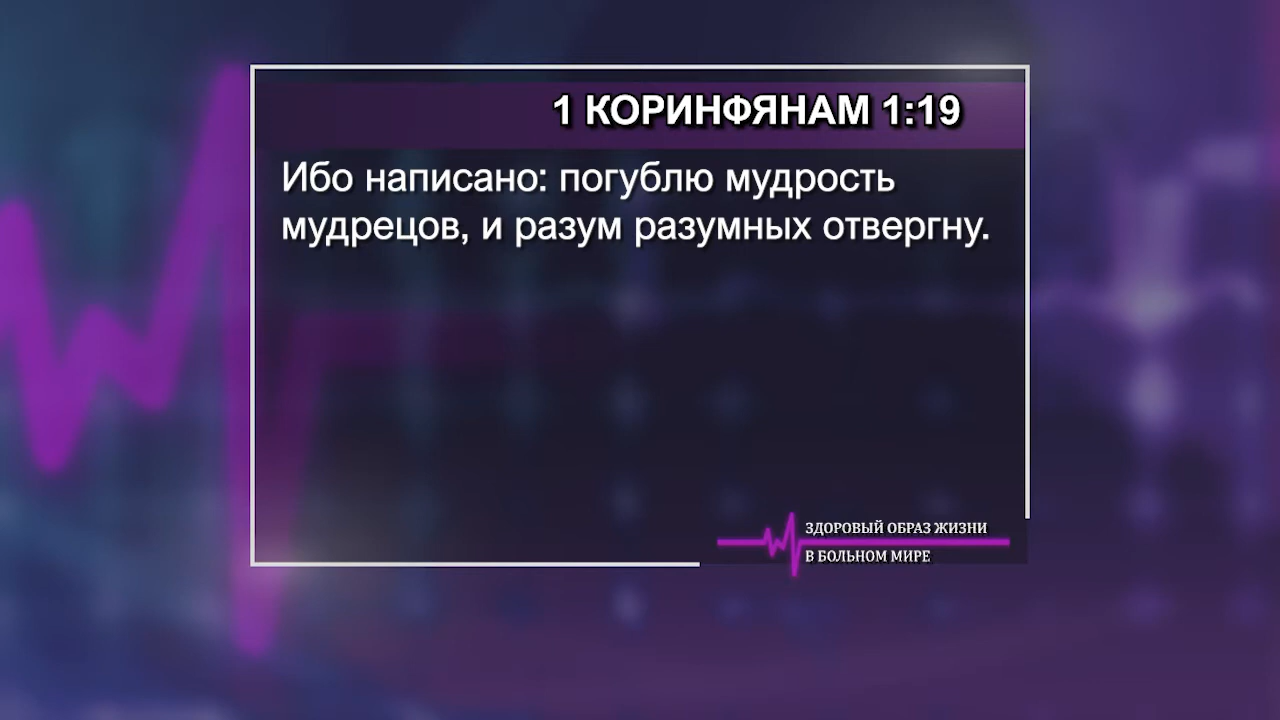 1 КОРИНФЯНАМ 1:19
Ибо написано: погублю мудрость
мудрецов, и разум разумных отвергну.
ЗДОРОВЫЙ ОБРАЗ ЖИЗНИ
В БОЛЬНОМ МИРЕ